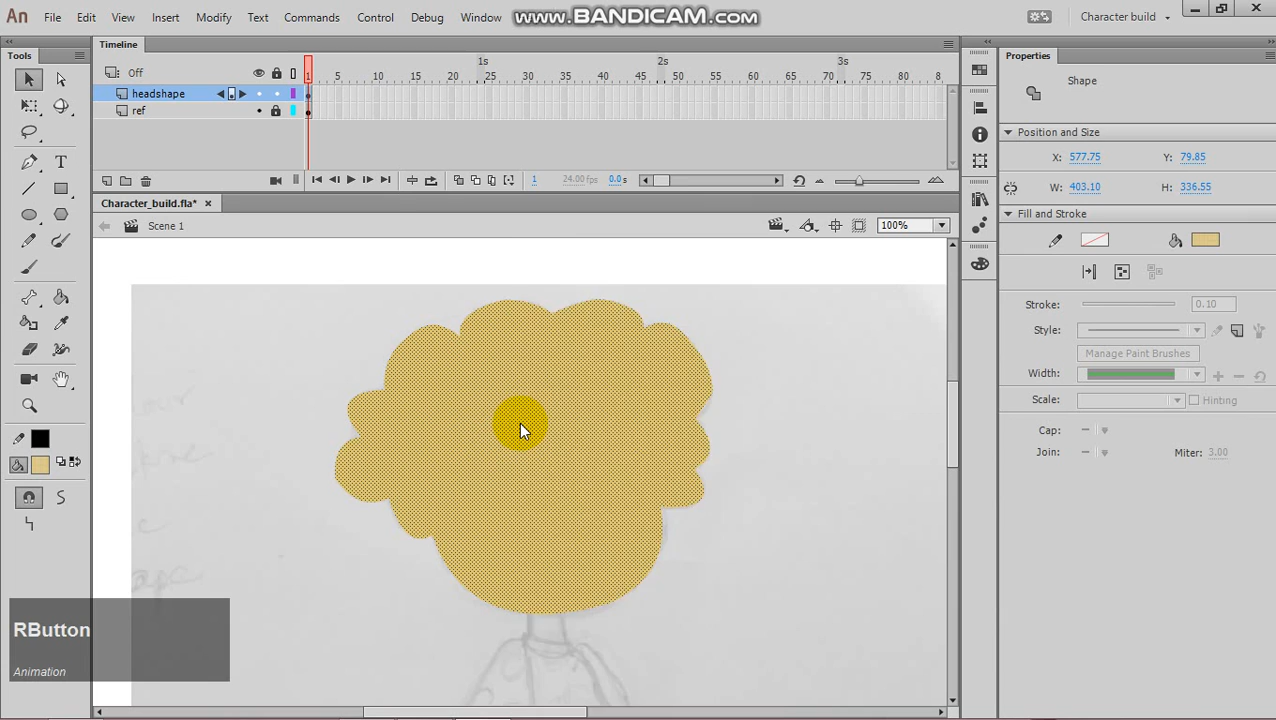 An File Edit View Insert Modify Text Commands Control Debug Window www.BANDICAM.com Character build
Tools Timeline Properties
Off 1s 2s 3s
1 5 10 15 20 25 30 35 40 45 50 55 60 65 70 75 80 8
headshape
ref
1 24.00 fps 0.0s
Character_build.fla* ×
Scene 1 100%
Shape
Position and Size
X: 577.75 Y: 79.85
W: 403.10 H: 336.55
Fill and Stroke
Stroke: 0.10
Style:
Manage Paint Brushes
Width:
Scale: Hinting
Cap:
Join: Miter: 3.00
T
RButton
Animation